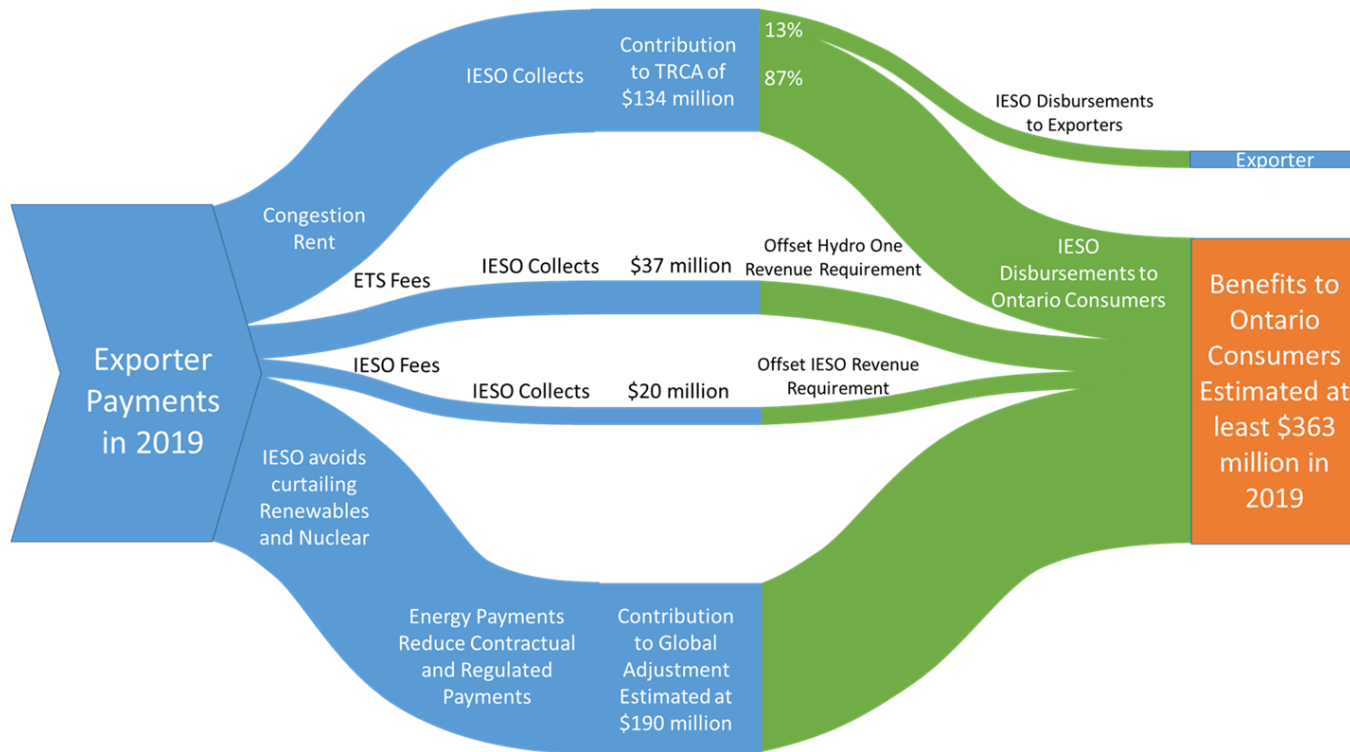 Exporter
Payments
in 2019
Congestion
Rent
IESO Collects
Contribution
to TRCA of
$134 million
13%
87%
IESO Disbursements
to Exporters
Exporter
ETS Fees
IESO Collects
$37 million
Offset Hydro One
Revenue Requirement
IESO
Disbursements to
Ontario Consumers
IESO Fees
IESO Collects
$20 million
Offset IESO Revenue
Requirement
IESO avoids
curtailing
Renewables
and Nuclear
Energy Payments
Reduce Contractual
and Regulated
Payments
Contribution
to Global
Adjustment
Estimated at
$190 million
Benefits to
Ontario
Consumers
Estimated at
least $363
million in
2019